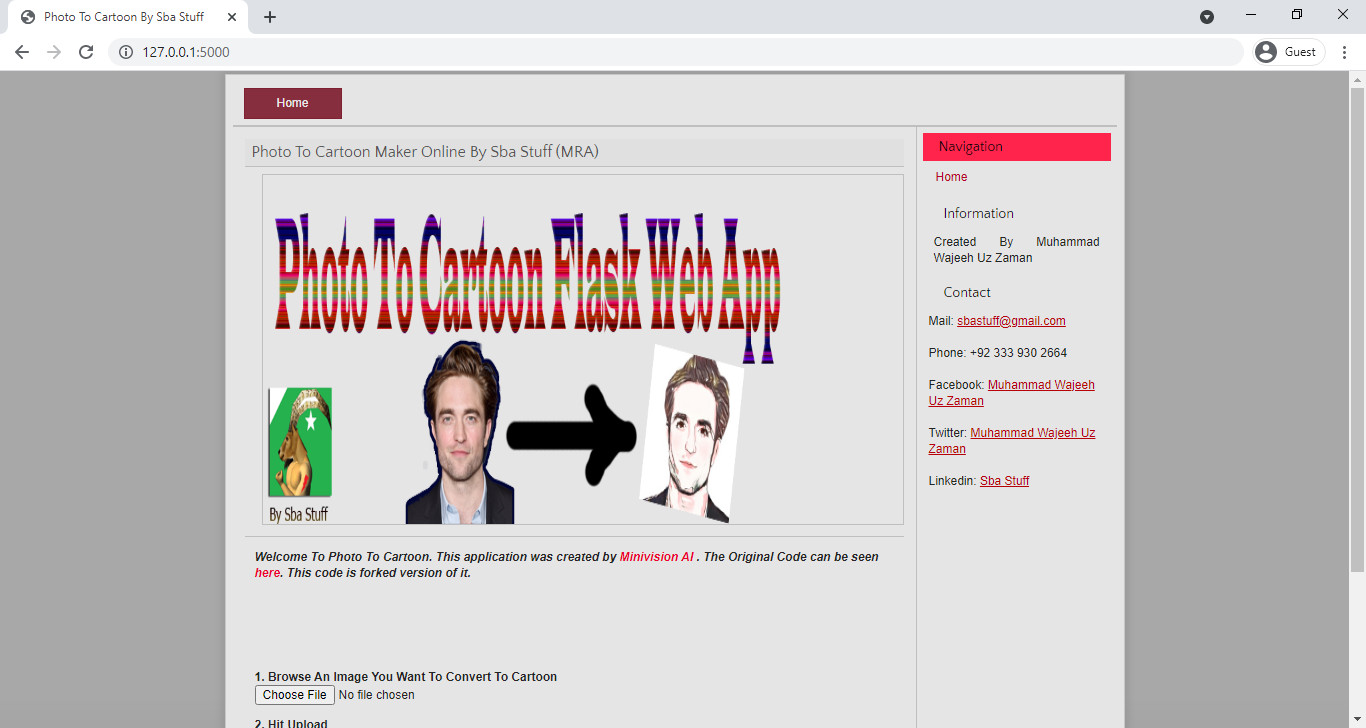 Photo To Cartoon By Sba Stuff
127.0.0.1:5000
Guest
Home
Photo To Cartoon Maker Online By Sba Stuff (MRA)
Photo To Cartoon Flask Web App
By Sba Stuff
Welcome To Photo To Cartoon. This application was created by Minivision AI . The Original Code can be seen
here. This code is forked version of it.
1. Browse An Image You Want To Convert To Cartoon
Choose File No file chosen
2. Hit Upload
Navigation
Home
Information
Created By Muhammad
Wajeeh Uz Zaman
Contact
Mail: sbastuff@gmail.com
Phone: +92 333 930 2664
Facebook: Muhammad Wajeeh
Uz Zaman
Twitter: Muhammad Wajeeh Uz
Zaman
Linkedin: Sba Stuff